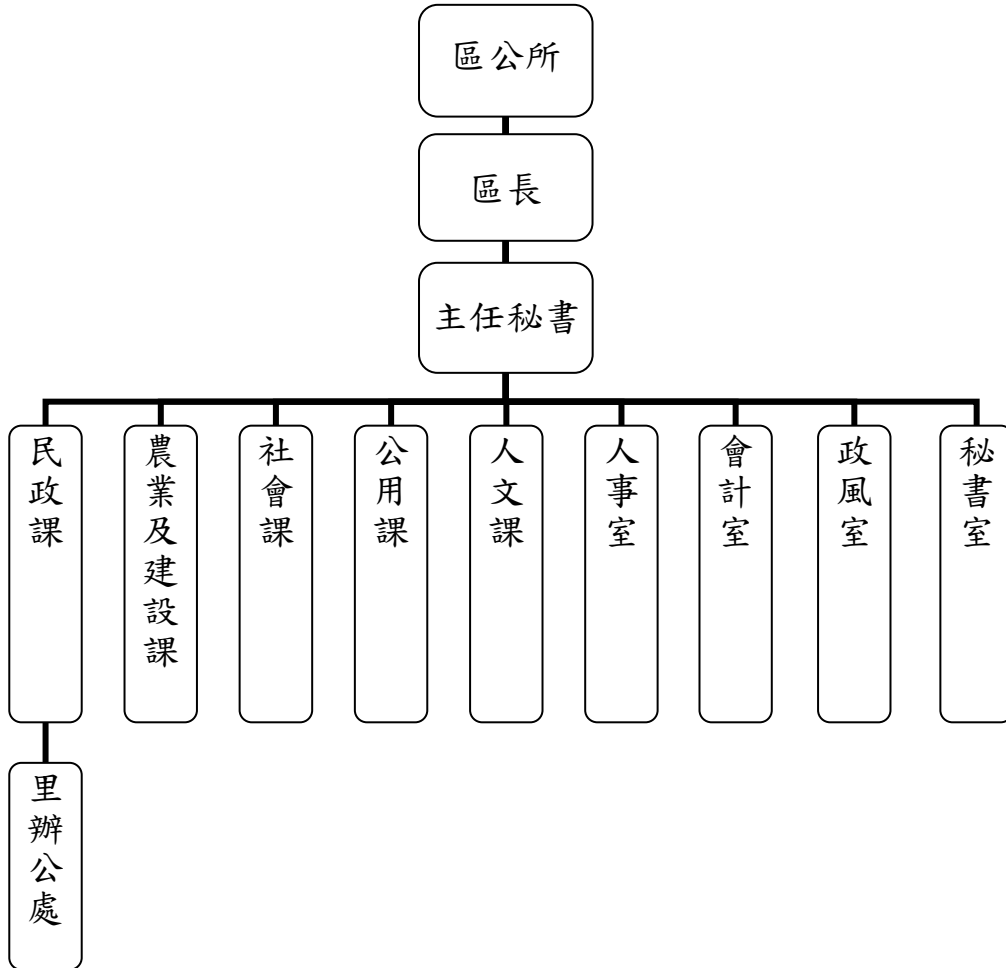 區公所
區長
主任秘書
民政課
農業及建設課
社會課
公用課
人文課
人事室
會計室
政風室
秘書室
里辦公處